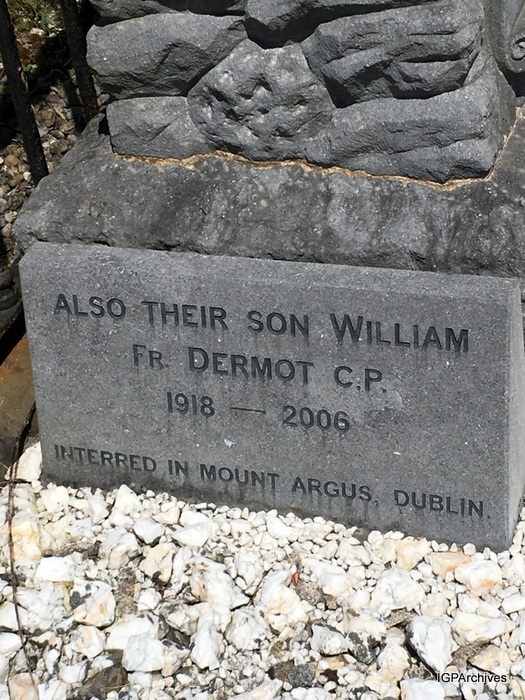 ALSO THEIR SON WILLIAM
FR. DERMOT C.P.
1918 — 2006
INTERRED IN MOUNT ARGUS, DUBLIN.
IGPArchives